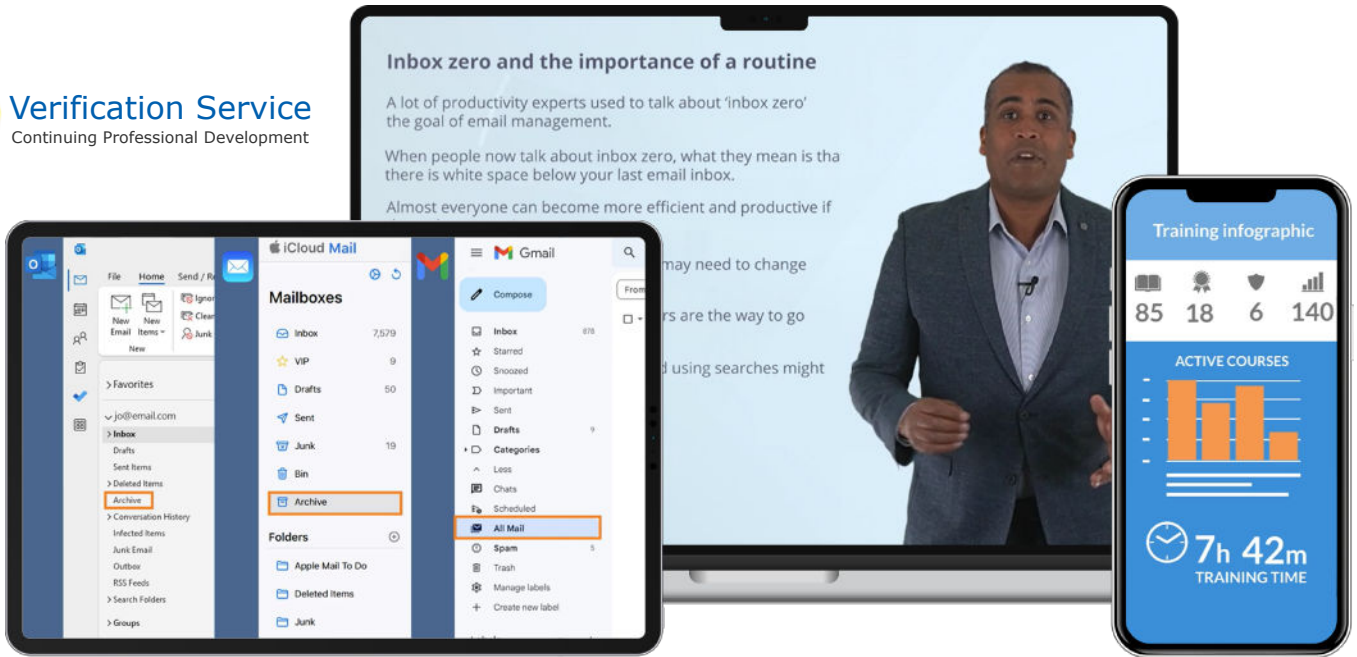 Verification Service
Continuing Professional Development
Inbox zero and the importance of a routine
A lot of productivity experts used to talk about ‘inbox zero’
the goal of email management.
When people now talk about inbox zero, what they mean is tha
there is white space below your last email inbox.
Almost everyone can become more efficient and productive if
may need to change
rs are the way to go
d using searches might
File Home Send / Re
New Email
New Items
Ignor
Clean
Junk
New
Favorites
jo@email.com
Inbox
Drafts
Sent Items
Deleted Items
Archive
Conversation History
Infected Items
Junk Email
Outbox
RSS Feeds
Search Folders
Groups
iCloud Mail
Mailboxes
Inbox 7,579
VIP 9
Drafts 50
Sent
Junk 19
Bin
Archive
Folders
Apple Mail To Do
Deleted Items
Junk
Gmail
Compose
From
Inbox 878
Starred
Snoozed
Important
Sent
Drafts 9
Categories
Less
Chats
Scheduled
All Mail
Spam 5
Trash
Manage labels
Create new label
Training infographic
85 18 6 140
ACTIVE COURSES
7h 42m
TRAINING TIME